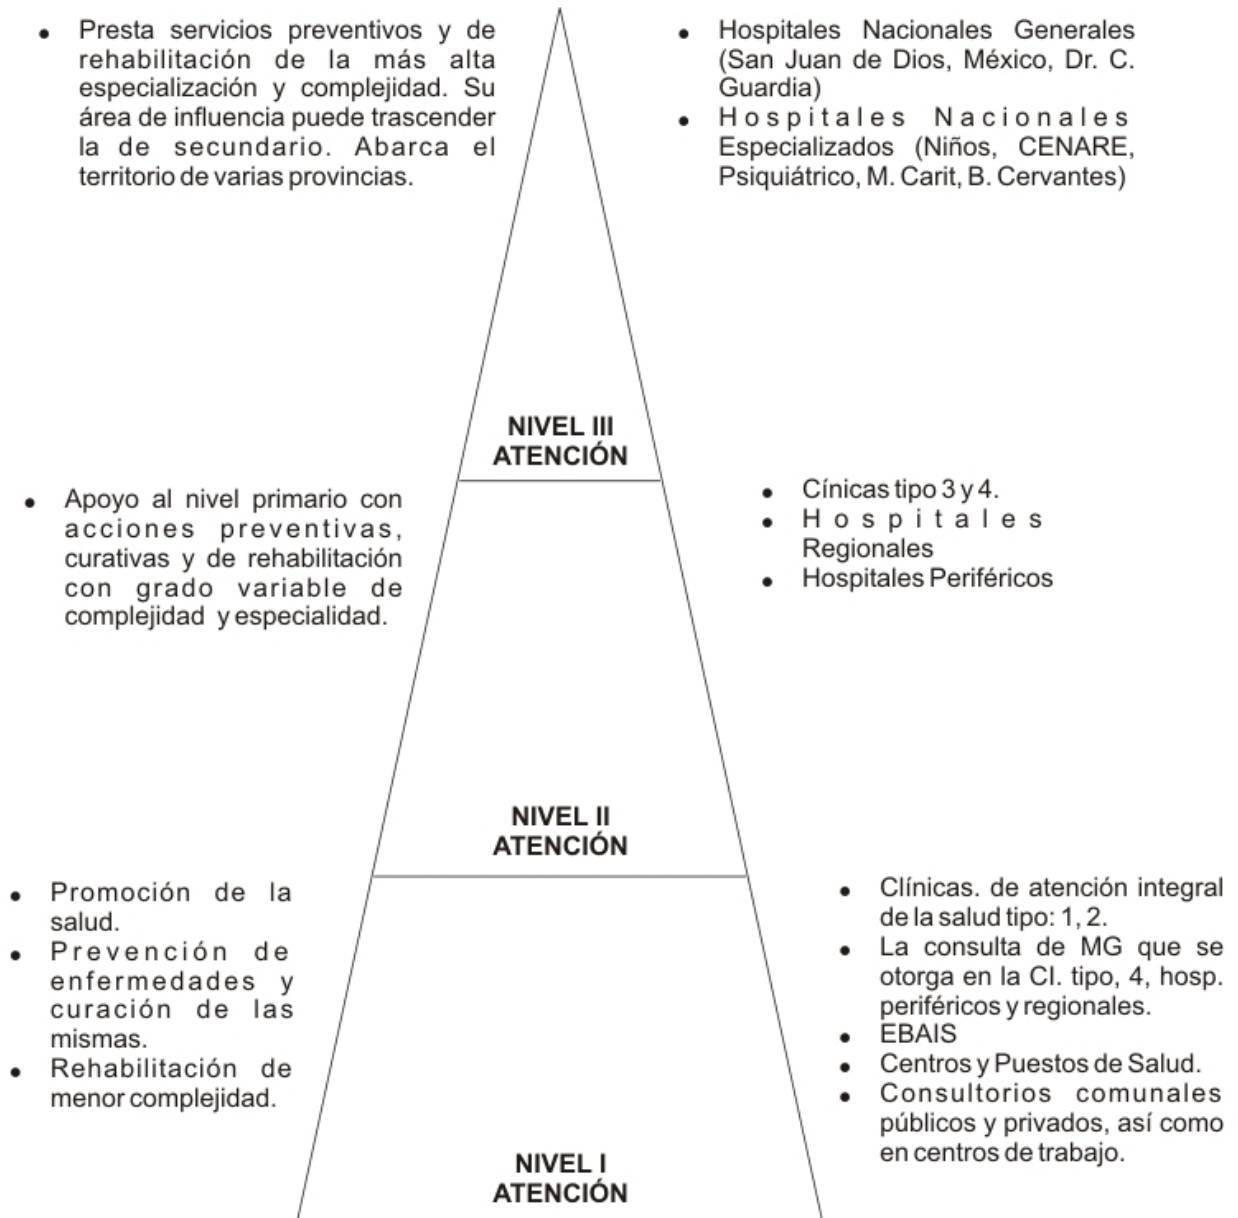 • Presta servicios preventivos y de
rehabilitación de la más alta
especialización y complejidad. Su
área de influencia puede trascender
la de secundario. Abarca el
territorio de varias provincias.
• Hospitales Nacionales Generales
(San Juan de Dios, México, Dr. C.
Guardia)
• Hospitales Nacionales
Especializados (Niños, CENARE,
Psiquiátrico, M. Carit, B. Cervantes)
NIVEL III
ATENCIÓN
• Apoyo al nivel primario con
acciones preventivas,
curativas y de rehabilitación
con grado variable de
complejidad y especialidad.
• Cínicas tipo 3 y 4.
• Hospitales
Regionales
• Hospitales Periféricos
NIVEL II
ATENCIÓN
• Promoción de la
salud.
• Prevención de
enfermedades y
curación de las
mismas.
• Rehabilitación de
menor complejidad.
• Clínicas. de atención integral
de la salud tipo: 1, 2.
• La consulta de MG que se
otorga en la CI. tipo, 4, hosp.
periféricos y regionales.
• EBAIS
• Centros y Puestos de Salud.
• Consultorios comunales
públicos y privados, así como
en centros de trabajo.
NIVEL I
ATENCIÓN